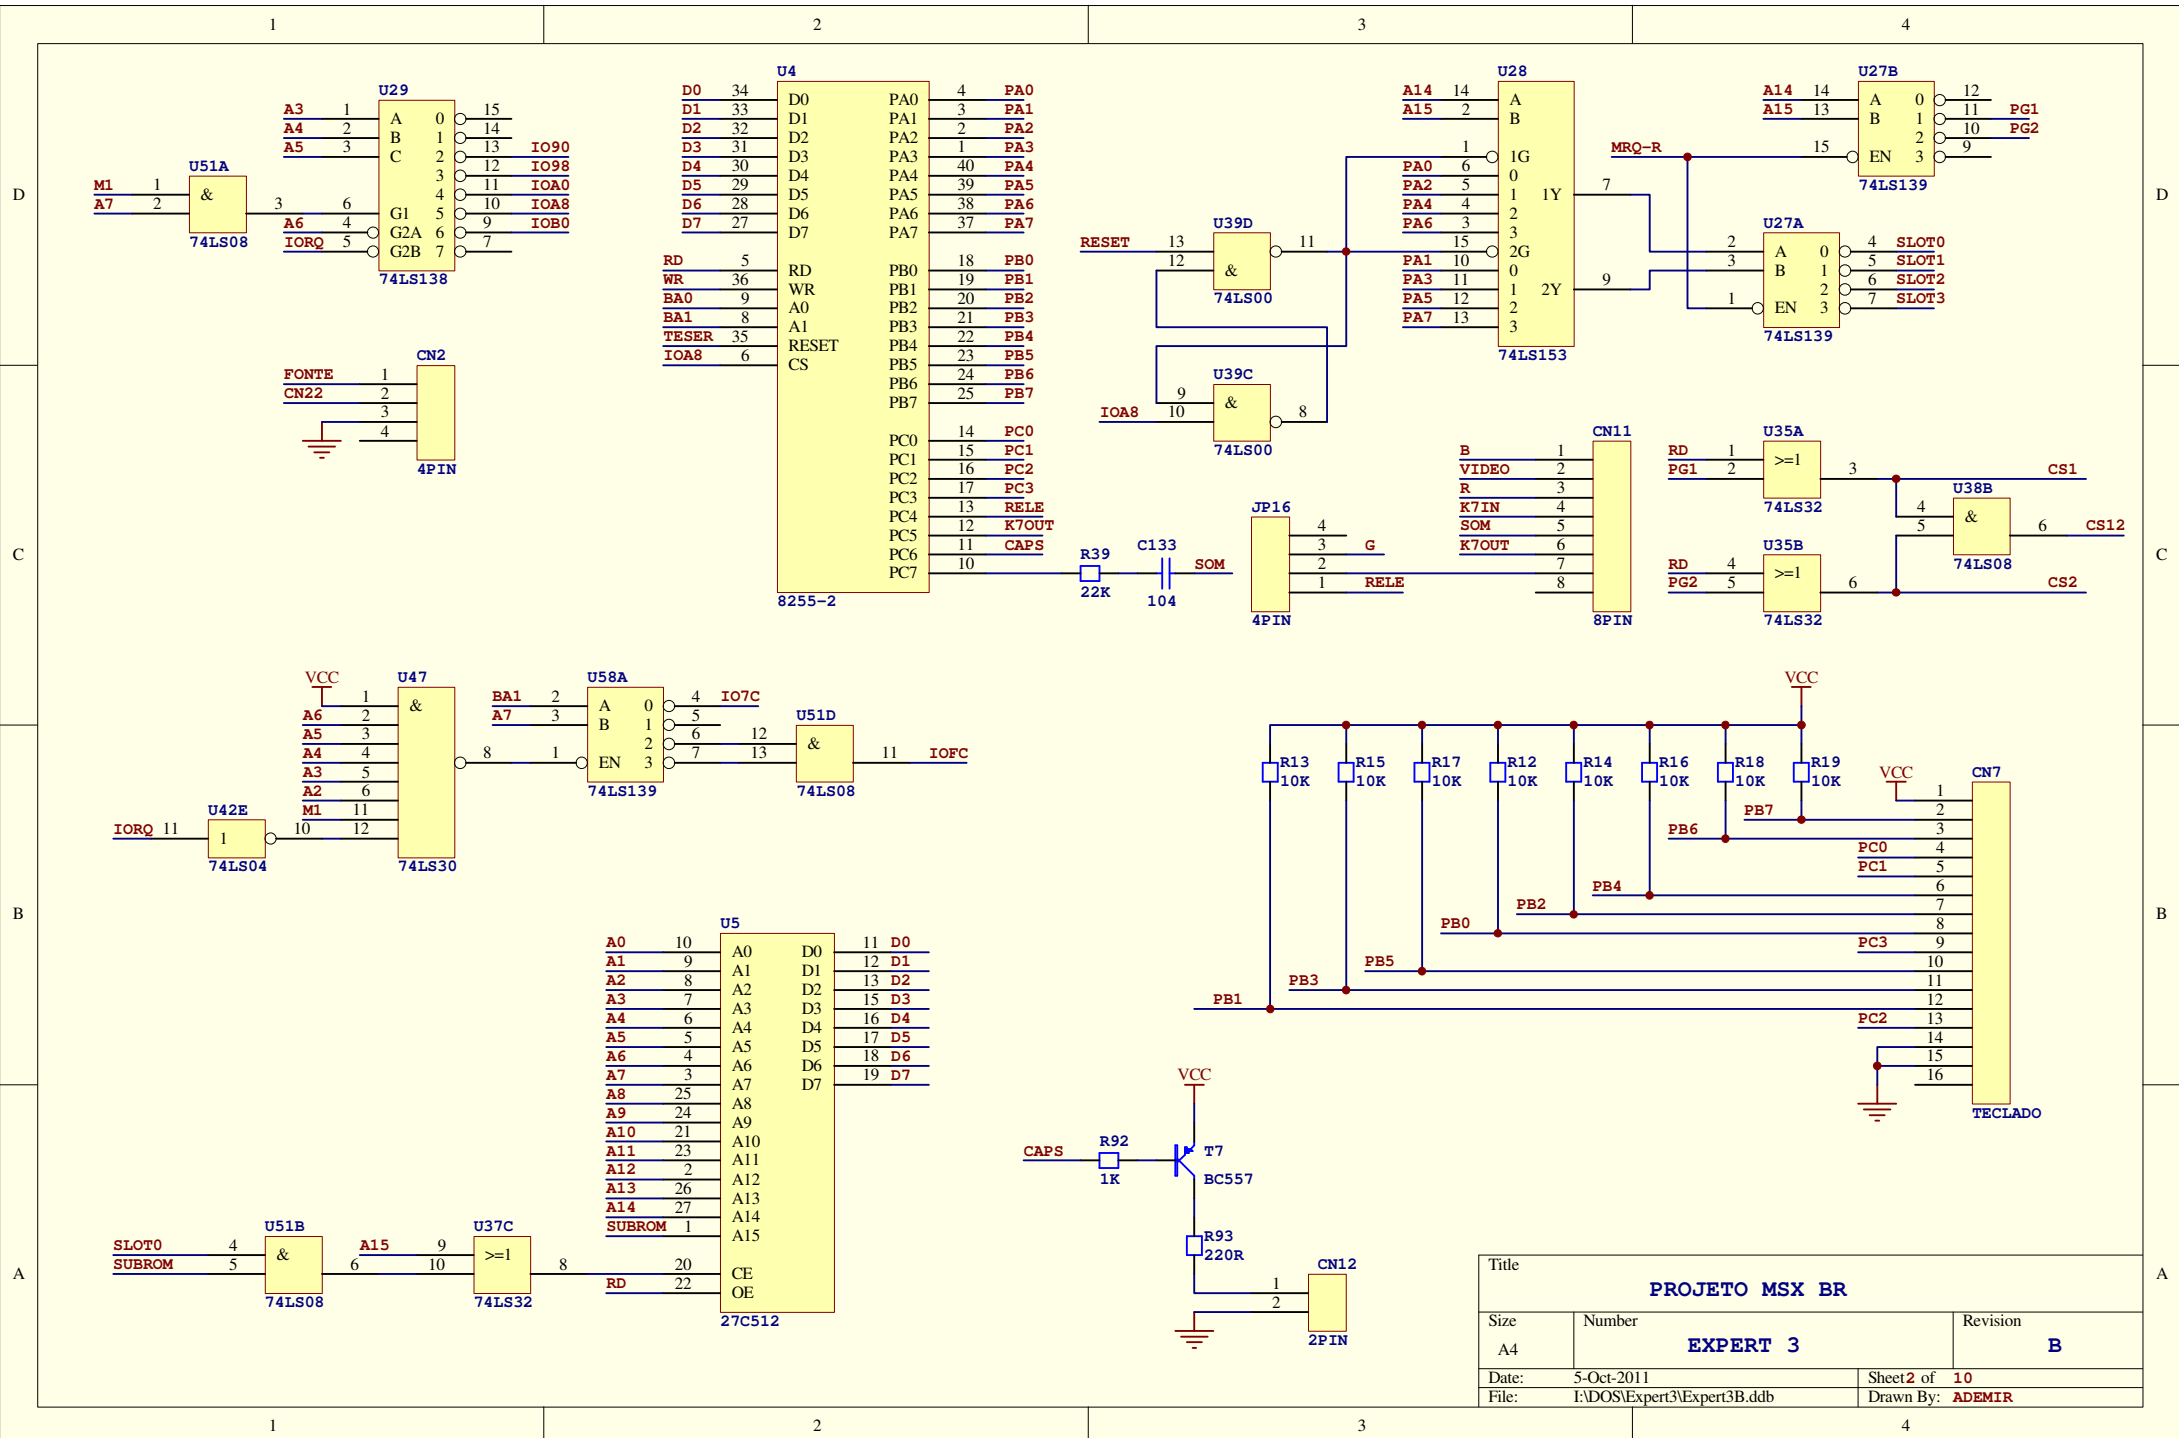 1 2 3 4
D D
C C
B B
A A
1 2 3 4
U29
A3 1 A 0 15
A4 2 B 1 14
A5 3 C 2 13 IO90
3 12 IO98
4 11 IOA0
6 G1 5 10 IOA8
A6 4 G2A 6 9 IOB0
IORQ 5 G2B 7 7
74LS138
U51A
M1 1 & 3
A7 2
74LS08
CN2
FONTE 1
CN22 2
3
4
4PIN
U4
D0 34 D0 PA0 4 PA0
D1 33 D1 PA1 3 PA1
D2 32 D2 PA2 2 PA2
D3 31 D3 PA3 1 PA3
D4 30 D4 PA4 40 PA4
D5 29 D5 PA5 39 PA5
D6 28 D6 PA6 38 PA6
D7 27 D7 PA7 37 PA7
RD 5 RD PB0 18 PB0
WR 36 WR PB1 19 PB1
BA0 9 A0 PB2 20 PB2
BA1 8 A1 PB3 21 PB3
TESER 35 RESET PB4 22 PB4
IOA8 6 CS PB5 23 PB5
PB6 24 PB6
PB7 25 PB7
PC0 14 PC0
PC1 15 PC1
PC2 16 PC2
PC3 17 PC3
PC4 13 RELE
PC5 12 K7OUT
PC6 11 CAPS
PC7 10
8255-2
R39
22K
C133
104
SOM
U39D
RESET 13 11
12 &
74LS00
U39C
9 &
IOA8 10 8
74LS00
U28
A14 14 A
A15 2 B
1 1G
PA0 6 0
PA2 5 1 1Y 7
PA4 4 2
PA6 3 3
15 2G
PA1 10 0
PA3 11 1 2Y 9
PA5 12 2
PA7 13 3
74LS153
U27B
A14 14 A 0 12
A15 13 B 1 11 PG1
2 10 PG2
MRQ-R 15 EN 3 9
74LS139
U27A
2 A 0 4 SLOT0
3 B 1 5 SLOT1
2 6 SLOT2
1 EN 3 7 SLOT3
74LS139
JP16
4
3 G
2
1 RELE
4PIN
CN11
B 1
VIDEO 2
R 3
K7IN 4
SOM 5
K7OUT 6
7
8
8PIN
U35A
RD 1 >=1
PG1 2 3 CS1
74LS32
U38B
4 &
5 6 CS12
74LS08
U35B
RD 4 >=1
PG2 5 6 CS2
74LS32
VCC
U47
1 &
A6 2
A5 3
A4 4
A3 5 8
A2 6
M1 11
12
74LS30
U42E
IORQ 11 1 10
74LS04
U58A
BA1 2 A 0 4 IO7C
A7 3 B 1 5
2 6
1 EN 3 7
74LS139
U51D
12 &
13 11 IOFC
74LS08
VCC
R13 R15 R17 R12 R14 R16 R18 R19
10K 10K 10K 10K 10K 10K 10K 10K
VCC
CN7
1
PB7 2
PB6 3
PC0 4
PC1 5
PB4 6
PB2 7
PB0 8
PC3 9
PB5 10
PB3 11
PB1 12
PC2 13
14
15
16
TECLADO
U5
A0 10 A0 D0 11 D0
A1 9 A1 D1 12 D1
A2 8 A2 D2 13 D2
A3 7 A3 D3 15 D3
A4 6 A4 D4 16 D4
A5 5 A5 D5 17 D5
A6 4 A6 D6 18 D6
A7 3 A7 D7 19 D7
A8 25 A8
A9 24 A9
A10 21 A10
A11 23 A11
A12 2 A12
A13 26 A13
A14 27 A14
SUBROM 1 A15
20 CE
RD 22 OE
27C512
U51B
SLOT0 4 &
SUBROM 5 6
74LS08
U37C
A15 9 >=1
10 8
74LS32
VCC
CAPS R92
1K
T7
BC557
R93
220R
CN12
1
2
2PIN
Title
PROJETO MSX BR
Size Number Revision
A4 EXPERT 3 B
Date: 5-Oct-2011 Sheet2 of 10
File: I:\DOS\Expert3\Expert3B.ddb Drawn By: ADEMIR